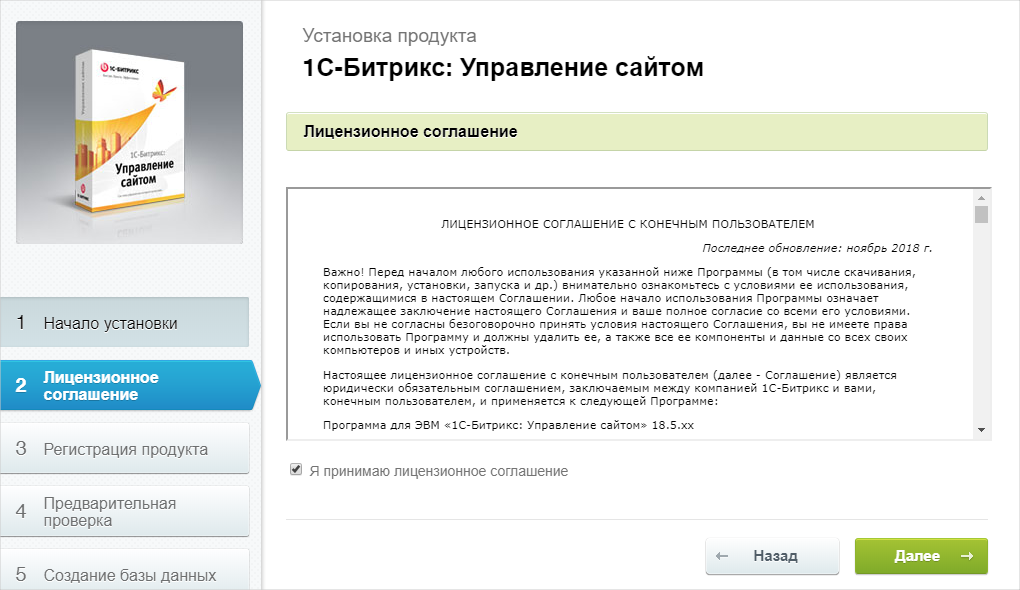 1С-БИТРИКС
1С-Битрикс:
Управление
сайтом
1С-БИТРИКС
1 Начало установки
2 Лицензионное
соглашение
3 Регистрация продукта
4 Предварительная
проверка
5 Создание базы данных
Установка продукта
1С-Битрикс: Управление сайтом
Лицензионное соглашение
ЛИЦЕНЗИОННОЕ СОГЛАШЕНИЕ С КОНЕЧНЫМ ПОЛЬЗОВАТЕЛЕМ
Последнее обновление: ноябрь 2018 г.
Важно! Перед началом любого использования указанной ниже Программы (в том числе скачивания,
копирования, установки, запуска и др.) внимательно ознакомьтесь с условиями ее использования,
содержащимися в настоящем Соглашении. Любое начало использования Программы означает
надлежащее заключение настоящего Соглашения и ваше полное согласие со всеми его условиями.
Если вы не согласны безоговорочно принять условия настоящего Соглашения, вы не имеете права
использовать Программу и должны удалить ее, а также все ее компоненты и данные со всех своих
компьютеров и иных устройств.
Настоящее лицензионное соглашение с конечным пользователем (далее - Соглашение) является
юридически обязательным соглашением, заключаемым между компанией 1С-Битрикс и вами,
конечным пользователем, и применяется к следующей Программе:
Программа для ЭВМ «1С-Битрикс: Управление сайтом» 18.5.xx
Я принимаю лицензионное соглашение
Назад
Далее